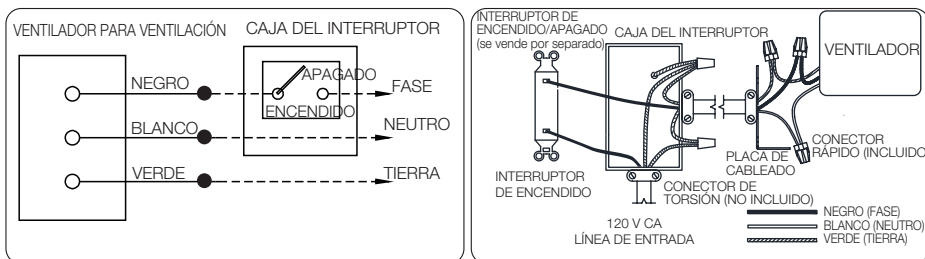 VENTILADOR PARA VENTILACIÓN
CAJA DEL INTERRUPTOR
NEGRO
APAGADO
FASE
ENCENDIDO
BLANCO
NEUTRO
VERDE
TIERRA
INTERRUPTOR DE
ENCENDIDO/APAGADO
(se vende por separado)
CAJA DEL INTERRUPTOR
VENTILADOR
CONECTOR
RÁPIDO (INCLUIDO
PLACA DE
CABLEADO
INTERRUPTOR
DE ENCENDIDO
CONECTOR DE
TORSIÓN (NO INCLUIDO)
120 V CA
LÍNEA DE ENTRADA
NEGRO (FASE)
BLANCO (NEUTRO)
VERDE (TIERRA)